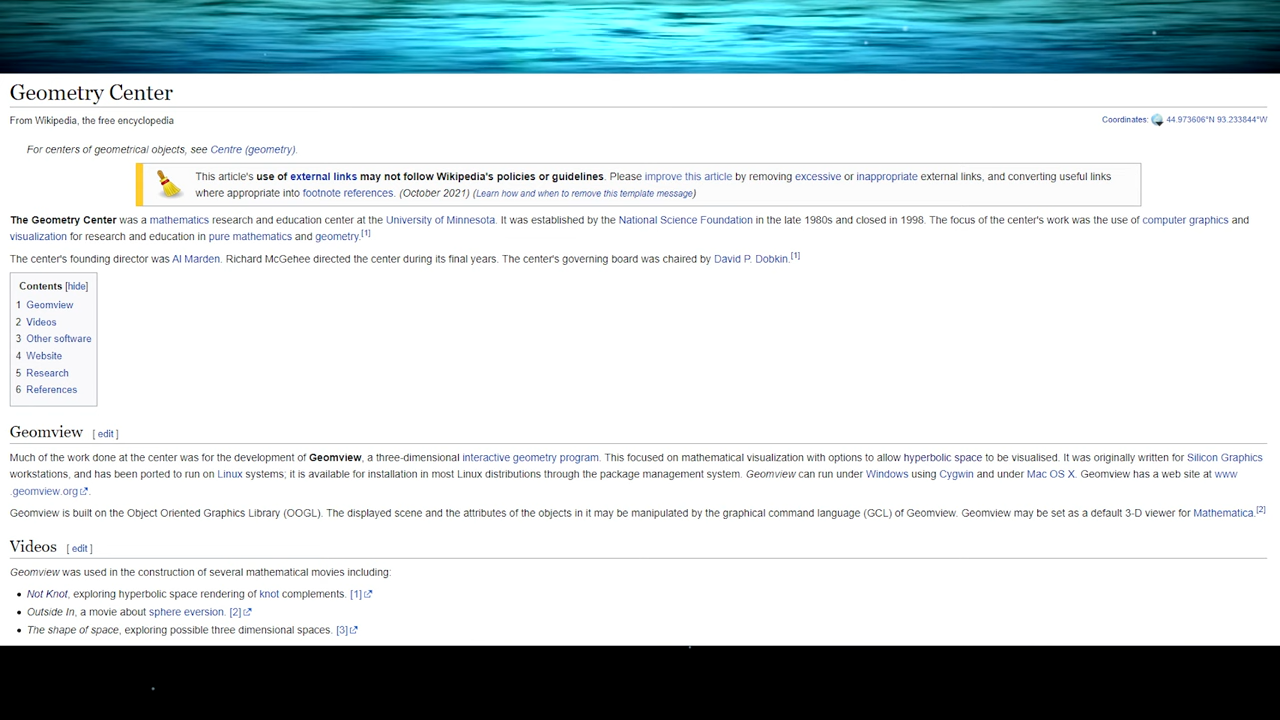 Geometry Center
From Wikipedia, the free encyclopedia
Coordinates: 44.973606°N 93.233844°W
For centers of geometrical objects, see Centre (geometry).
This article's use of external links may not follow Wikipedia's policies or guidelines. Please improve this article by removing excessive or inappropriate external links, and converting useful links
where appropriate into footnote references. (October 2021) (Learn how and when to remove this template message)
The Geometry Center was a mathematics research and education center at the University of Minnesota. It was established by the National Science Foundation in the late 1980s and closed in 1998. The focus of the center's work was the use of computer graphics and
visualization for research and education in pure mathematics and geometry.[1]
The center's founding director was Al Marden. Richard McGehee directed the center during its final years. The center's governing board was chaired by David P. Dobkin.[1]
Contents [hide]
1 Geomview
2 Videos
3 Other software
4 Website
5 Research
6 References
Geomview [ edit ]
Much of the work done at the center was for the development of Geomview, a three-dimensional interactive geometry program. This focused on mathematical visualization with options to allow hyperbolic space to be visualised. It was originally written for Silicon Graphics
workstations, and has been ported to run on Linux systems; it is available for installation in most Linux distributions through the package management system. Geomview can run under Windows using Cygwin and under Mac OS X. Geomview has a web site at www
.geomview.org.
Geomview is built on the Object Oriented Graphics Library (OOGL). The displayed scene and the attributes of the objects in it may be manipulated by the graphical command language (GCL) of Geomview. Geomview may be set as a default 3-D viewer for Mathematica.[2]
Videos [ edit ]
Geomview was used in the construction of several mathematical movies including:
• Not Knot, exploring hyperbolic space rendering of knot complements. [1]
• Outside In, a movie about sphere eversion. [2]
• The shape of space, exploring possible three dimensional spaces. [3]